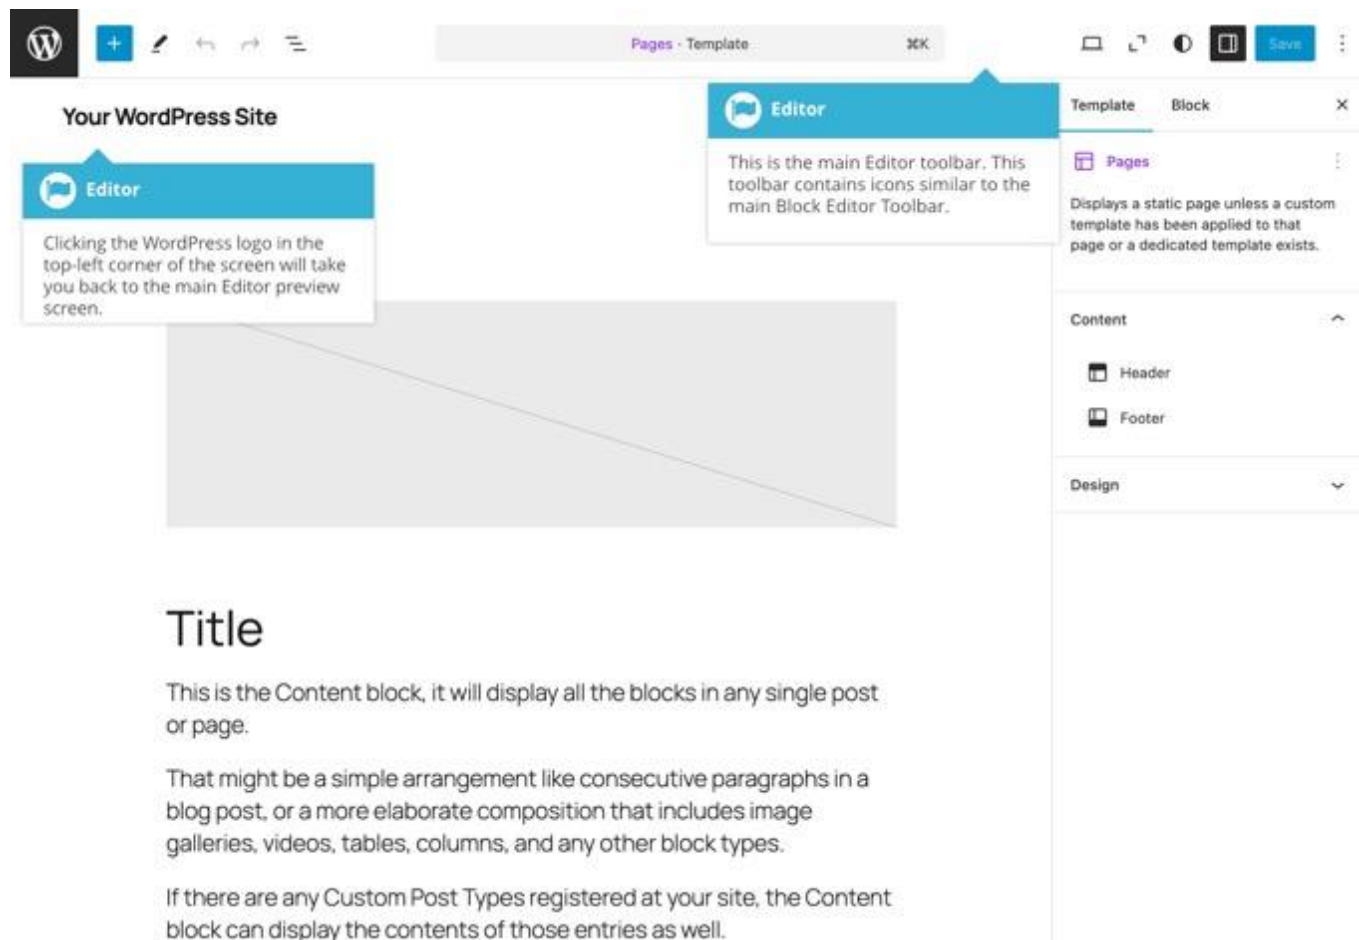 Pages · Template
⌘K
Save
Your WordPress Site
Editor
Clicking the WordPress logo in the
top-left corner of the screen will take
you back to the main Editor preview
screen.
Editor
This is the main Editor toolbar. This
toolbar contains icons similar to the
main Block Editor Toolbar.
Template
Block
Pages
Displays a static page unless a custom
template has been applied to that
page or a dedicated template exists.
Content
Header
Footer
Design
Title
This is the Content block, it will display all the blocks in any single post
or page.
That might be a simple arrangement like consecutive paragraphs in a
blog post, or a more elaborate composition that includes image
galleries, videos, tables, columns, and any other block types.
If there are any Custom Post Types registered at your site, the Content
block can display the contents of those entries as well.